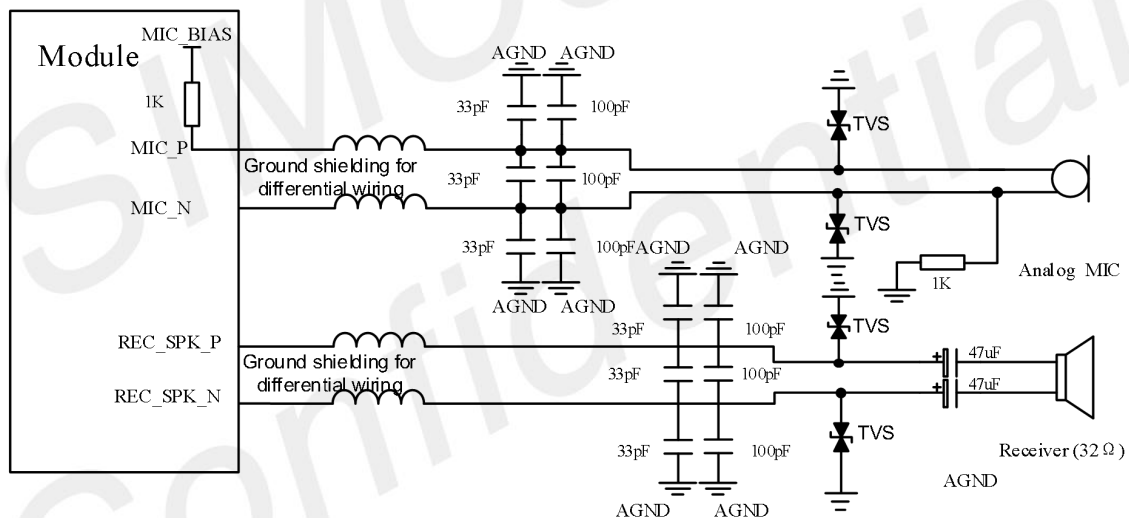 MIC_BIAS
Module
1K
MIC_P
MIC_N
REC_SPK_P
REC_SPK_N
Ground shielding for
differential wiring
Ground shielding for
differential wiring
AGND AGND
33pF 100pF
33pF 100pF
33pF 100pF
AGND AGND
AGND AGND
33pF 100pF
33pF 100pF
33pF 100pF
AGND AGND
TVS
TVS
1K
Analog MIC
TVS
47uF
47uF
TVS
Receiver (32Ω)
AGND
Confidential